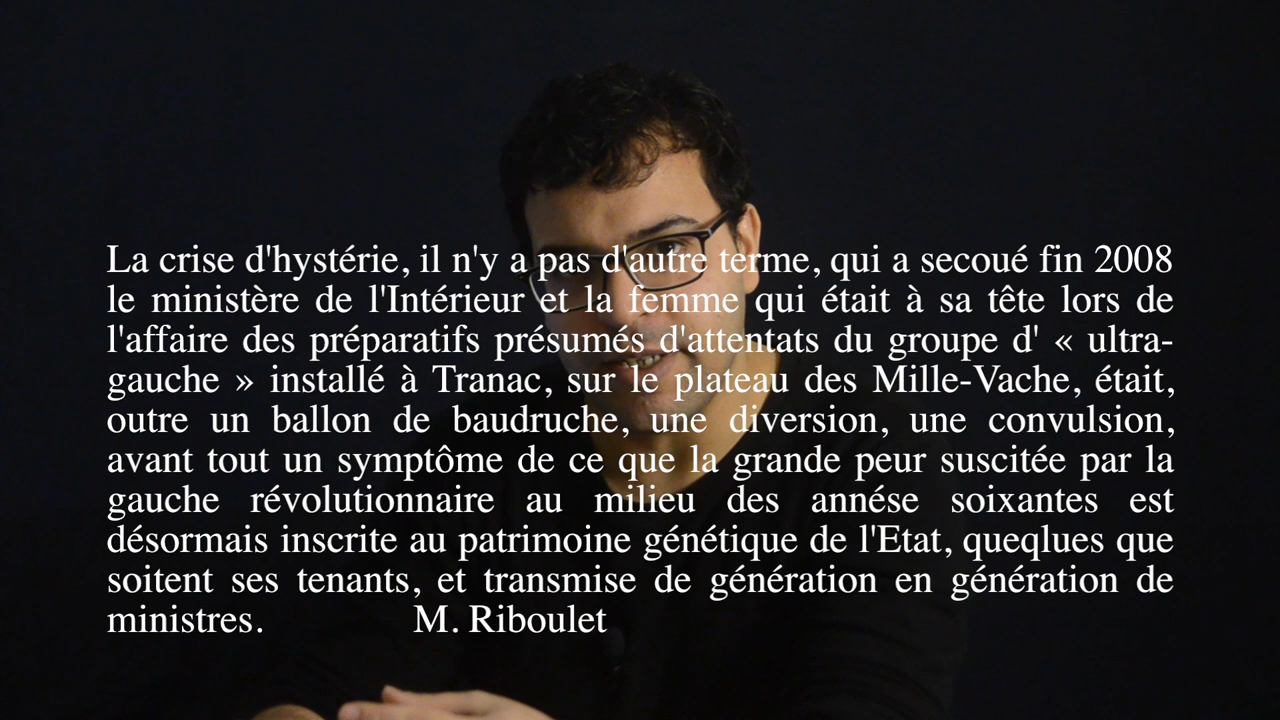 La crise d'hystérie, il n'y a pas d'autre terme, qui a secoué fin 2008
le ministère de l'Intérieur et la femme qui était à sa tête lors de
l'affaire des préparatifs présumés d'attentats du groupe d' « ultra-
gauche » installé à Tranac, sur le plateau des Mille-Vache, était,
outre un ballon de baudruche, une diversion, une convulsion,
avant tout un symptôme de ce que la grande peur suscitée par la
gauche révolutionnaire au milieu des annése soixantes est
désormais inscrite au patrimoine génétique de l'Etat, queqlues que
soitent ses tenants, et transmise de génération en génération de
ministres. M. Riboulet